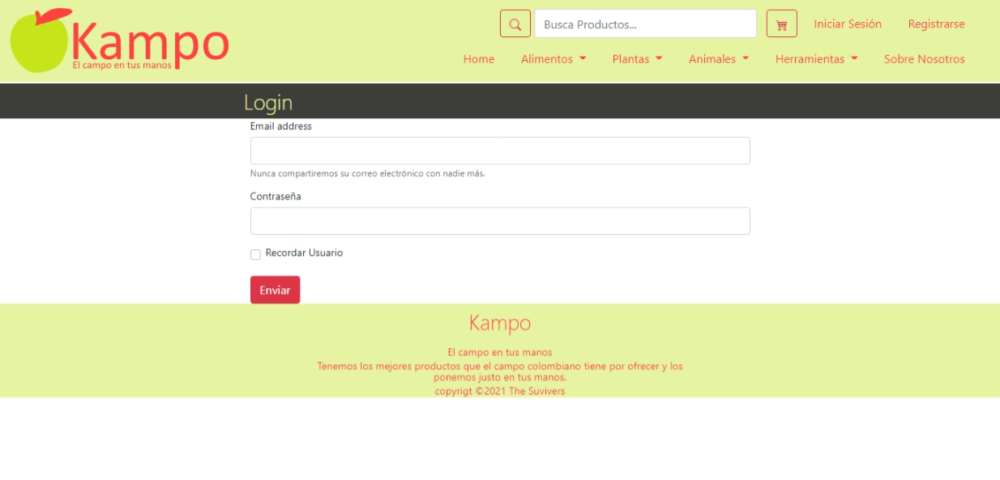 Kampo
El campo en tus manos
Busca Productos...
Iniciar Sesión
Registrarse
Home
Alimentos
Plantas
Animales
Herramientas
Sobre Nosotros
Login
Email address
Nunca compartiremos su correo electrónico con nadie más.
Contraseña
Recordar Usuario
Enviar
Kampo
El campo en tus manos
Tenemos los mejores productos que el campo colombiano tiene por ofrecer y los
ponemos justo en tus manos.
copyrigt ©2021 The Suvivers